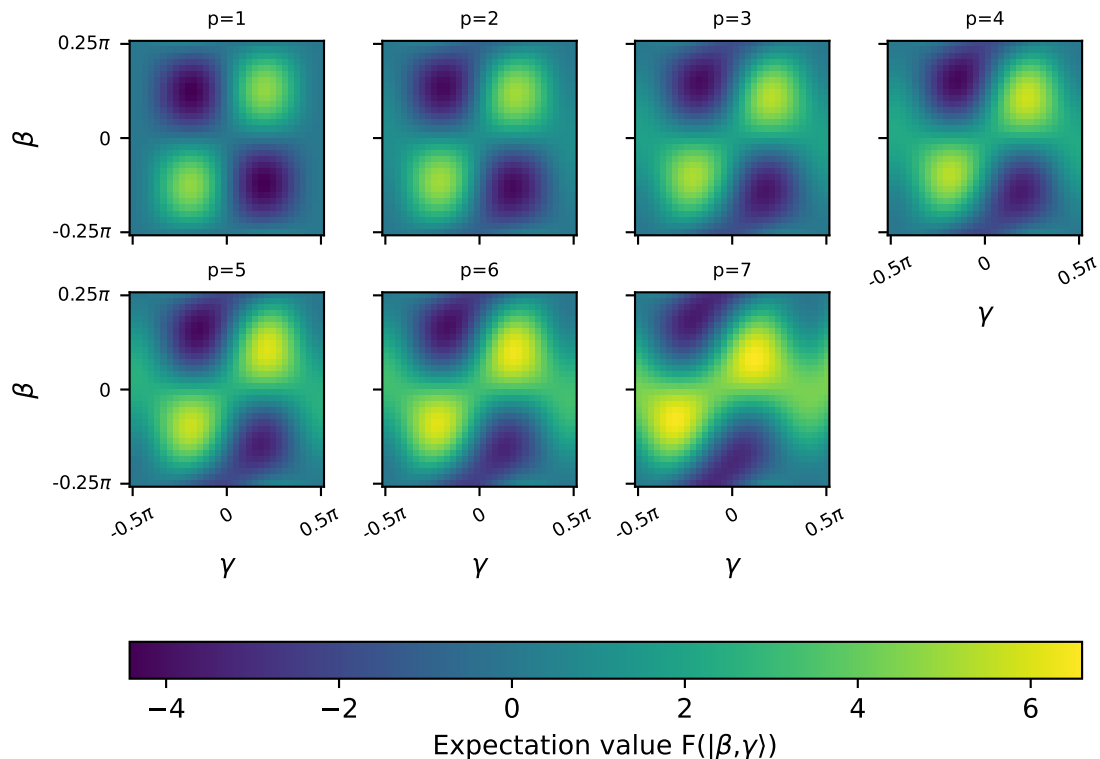 p=1 p=2 p=3 p=4
0.25π
β
0
-0.25π
-0.5π 0 0.5π
γ
p=5 p=6 p=7
0.25π
β
0
-0.25π
-0.5π 0 0.5π -0.5π 0 0.5π -0.5π 0 0.5π
γ γ γ
−4 −2 0 2 4 6
Expectation value F(|β,γ⟩)